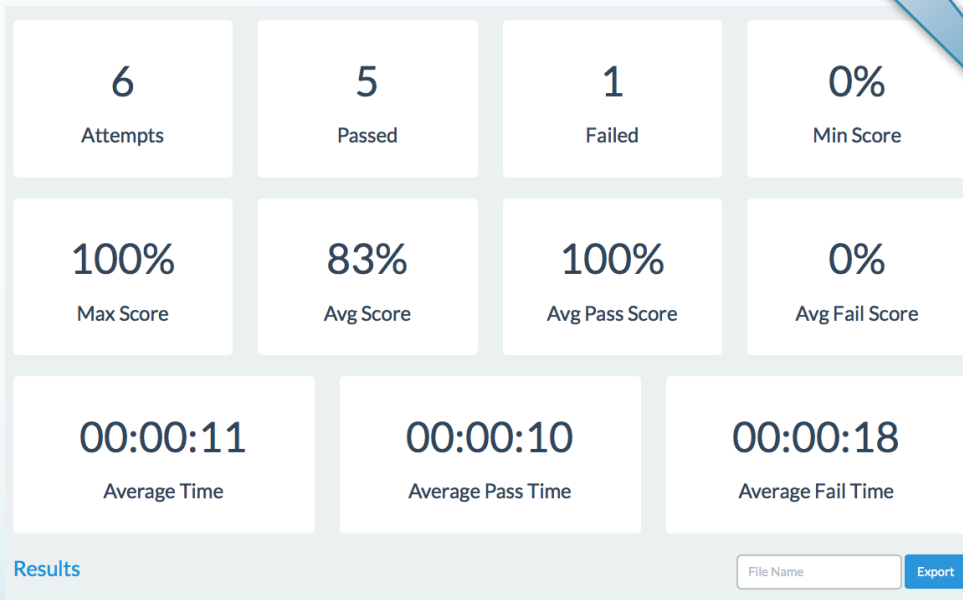 6
Attempts
5
Passed
1
Failed
0%
Min Score
100%
Max Score
83%
Avg Score
100%
Avg Pass Score
0%
Avg Fail Score
00:00:11
Average Time
00:00:10
Average Pass Time
00:00:18
Average Fail Time
Results
File Name
Export